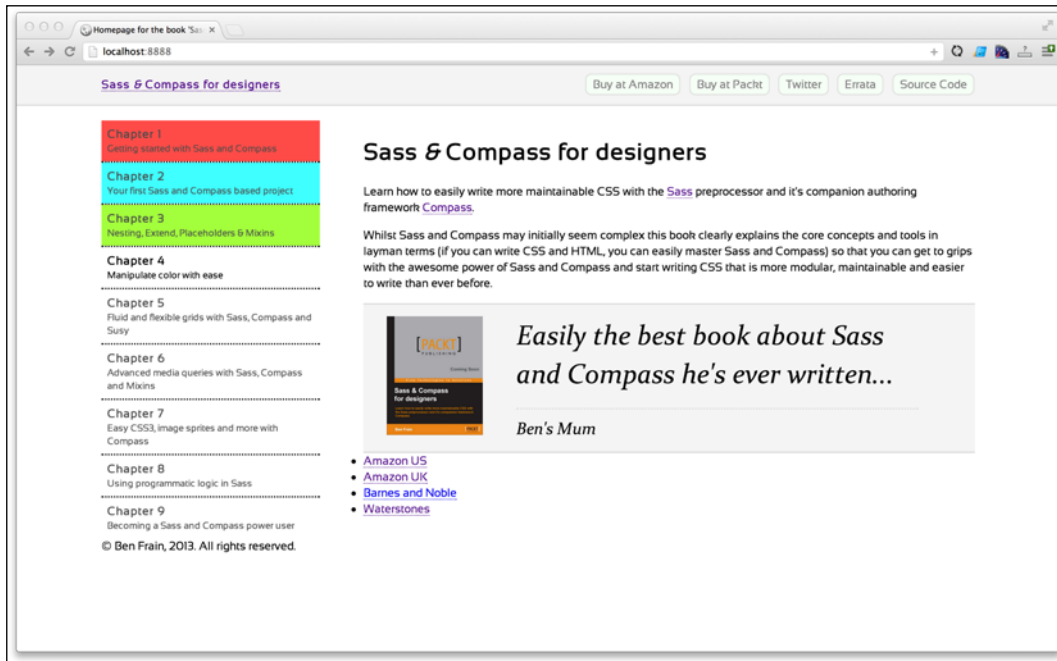 Homepage for the book 'Sas
localhost:8888
Sass & Compass for designers
Buy at Amazon
Buy at Packt
Twitter
Errata
Source Code
Chapter 1
Getting started with Sass and Compass
Chapter 2
Your first Sass and Compass based project
Chapter 3
Nesting, Extend, Placeholders & Mixins
Chapter 4
Manipulate color with ease
Chapter 5
Fluid and flexible grids with Sass, Compass and
Susy
Chapter 6
Advanced media queries with Sass, Compass
and Mixins
Chapter 7
Easy CSS3, image sprites and more with
Compass
Chapter 8
Using programmatic logic in Sass
Chapter 9
Becoming a Sass and Compass power user
© Ben Frain, 2013. All rights reserved.
Sass & Compass for designers
Learn how to easily write more maintainable CSS with the Sass preprocessor and it's companion authoring
framework Compass.
Whilst Sass and Compass may initially seem complex this book clearly explains the core concepts and tools in
layman terms (if you can write CSS and HTML, you can easily master Sass and Compass) so that you can get to grips
with the awesome power of Sass and Compass and start writing CSS that is more modular, maintainable and easier
to write than ever before.
[PACKT]
PUBLISHING
Coming Soon
Sass & Compass
for designers
Ben Frain
Easily the best book about Sass
and Compass he's ever written...
Ben's Mum
Amazon US
Amazon UK
Barnes and Noble
Waterstones